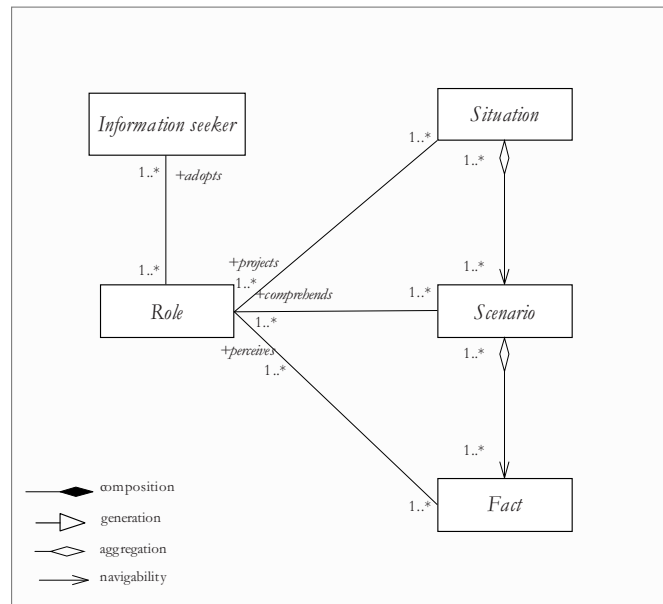 Information seeker
Situation
1..*
1..*
1..*
+adopts
+projects
1..*
1..*
1..*
+comprehends
1..*
Role
Scenario
1..*
1..*
+perceives
1..*
1..*
1..*
Fact
composition
generation
aggregation
navigability